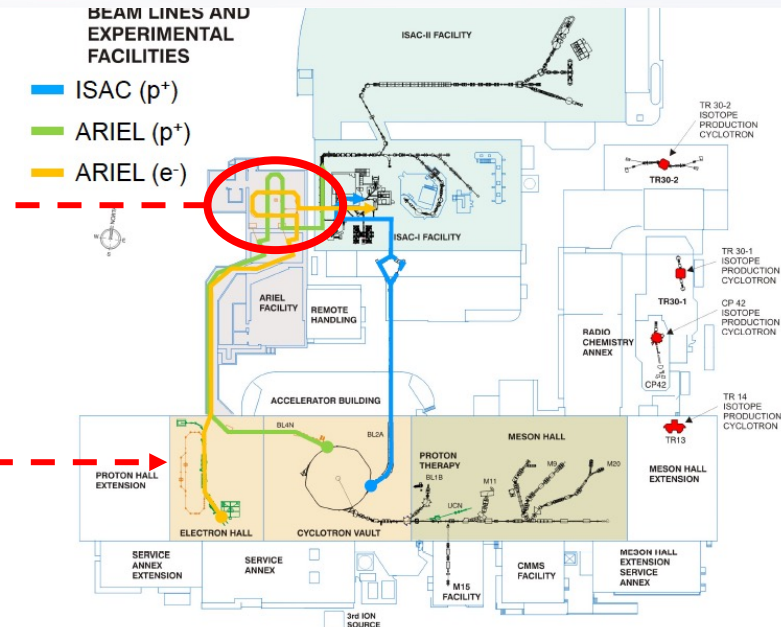 BEAM LINES AND
EXPERIMENTAL
FACILITIES
ISAC (p⁺)
ARIEL (p⁺)
ARIEL (e⁻)
ISAC-II FACILITY
TR 30-2
ISOTOPE
PRODUCTION
CYCLOTRON
TR30-2
NORTH
W
E
S
ISAC-I FACILITY
TR 30-1
ISOTOPE
PRODUCTION
CYCLOTRON
TR30-1
ARIEL
FACILITY
REMOTE
HANDLING
CP 42
ISOTOPE
PRODUCTION
CYCLOTRON
RADIO
CHEMISTRY
ANNEX
CP42
ACCELERATOR BUILDING
TR 14
ISOTOPE
PRODUCTION
CYCLOTRON
TR13
BL4N
BL2A
MESON HALL
PROTON
THERAPY
BL1B
M9
M20
M11
UCN
PROTON HALL
EXTENSION
MESON HALL
EXTENSION
ELECTRON HALL
CYCLOTRON VAULT
SERVICE
ANNEX
EXTENSION
SERVICE
ANNEX
M15
FACILITY
CMMS
FACILITY
MESON HALL
EXTENSION
SERVICE
ANNEX
3rd ION
SOURCE